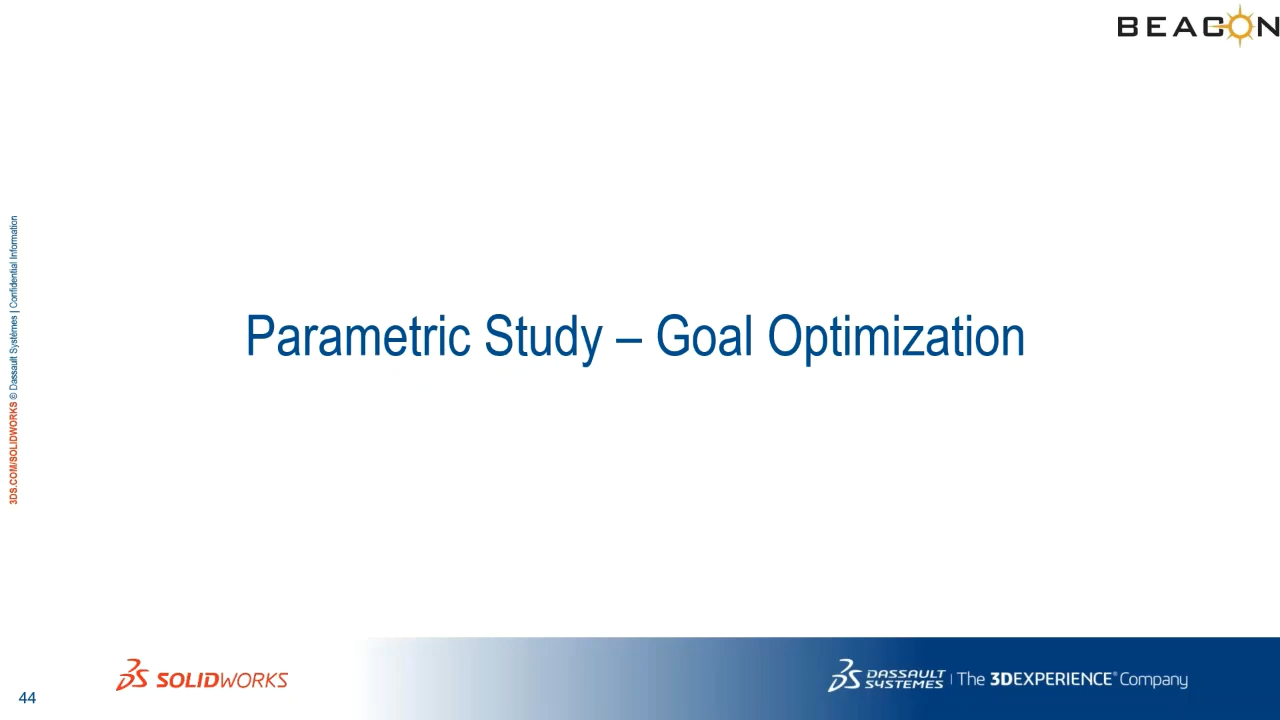 BEACON
3DS.COM/SOLIDWORKS © Dassault Systèmes | Confidential Information
Parametric Study – Goal Optimization
SOLIDWORKS
DASSAULT SYSTEMES | The 3DEXPERIENCE® Company
44